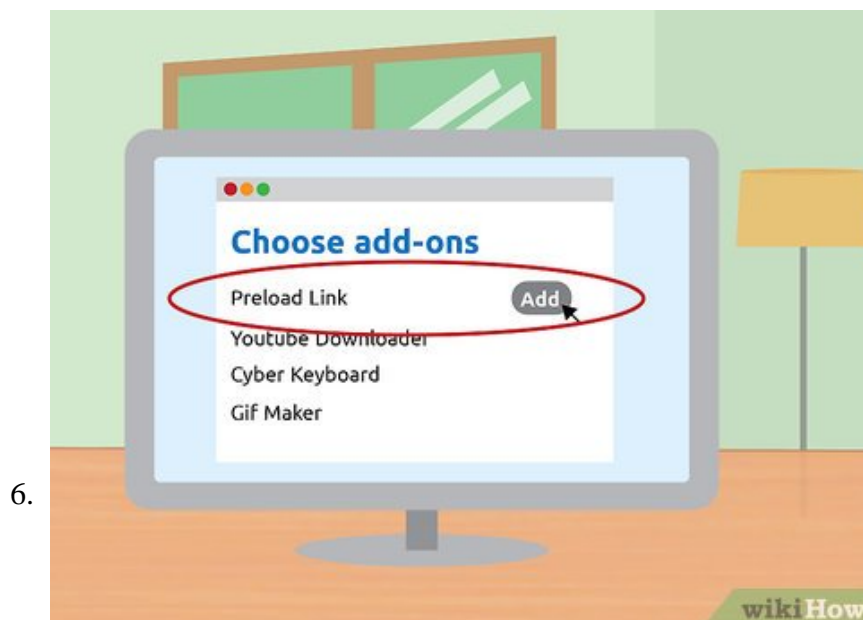 Choose add-ons
Preload Link
Add
Youtube Downloader
Cyber Keyboard
Gif Maker
6.
wikiHow